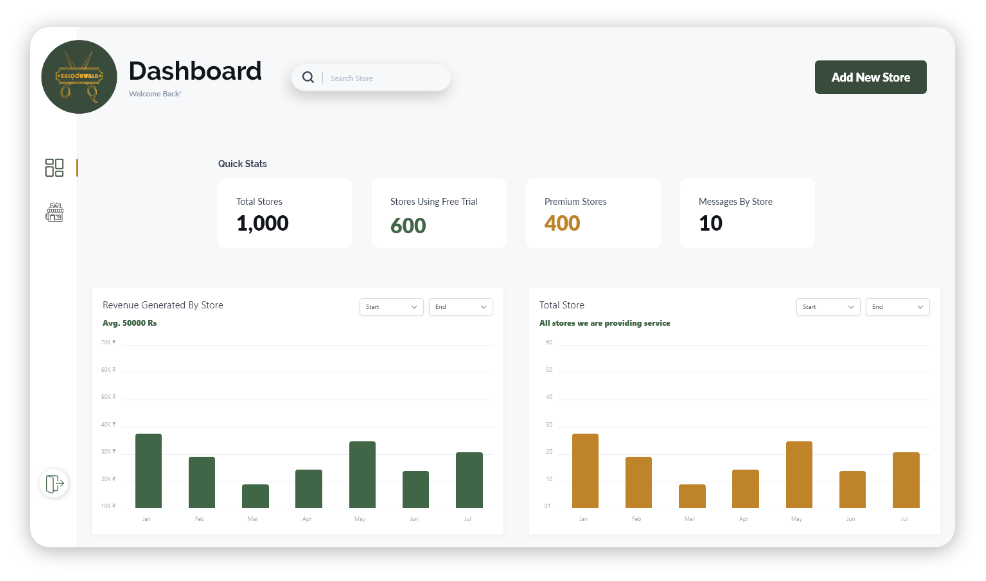 SALOONWALA
Dashboard
Welcome Back!
Search Store
Add New Store
Quick Stats
Total Stores
1,000
Stores Using Free Trial
600
Premium Stores
400
Messages By Store
10
Revenue Generated By Store
Start
End
Avg. 50000 Rs
70K ₹
60K ₹
50K ₹
40K ₹
30K ₹
20K ₹
10K ₹
Jan Feb Mar Apr May Jun Jul
Total Store
Start
End
All stores we are providing service
60
50
40
30
20
10
01
Jan Feb Mar Apr May Jun Jul